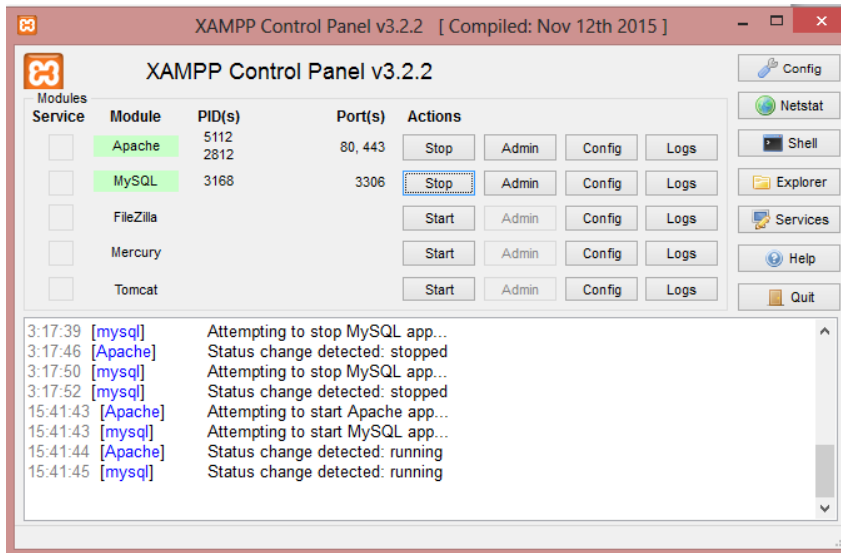 XAMPP Control Panel v3.2.2 [ Compiled: Nov 12th 2015 ]
XAMPP Control Panel v3.2.2
Config
Modules
Service Module PID(s) Port(s) Actions
Netstat
Apache 5112 2812 80, 443 Stop Admin Config Logs
Shell
MySQL 3168 3306 Stop Admin Config Logs
Explorer
FileZilla Start Admin Config Logs
Services
Mercury Start Admin Config Logs
Help
Tomcat Start Admin Config Logs
Quit
3:17:39 [mysql] Attempting to stop MySQL app...
3:17:46 [Apache] Status change detected: stopped
3:17:50 [mysql] Attempting to stop MySQL app...
3:17:52 [mysql] Status change detected: stopped
15:41:43 [Apache] Attempting to start Apache app...
15:41:43 [mysql] Attempting to start MySQL app...
15:41:44 [Apache] Status change detected: running
15:41:45 [mysql] Status change detected: running